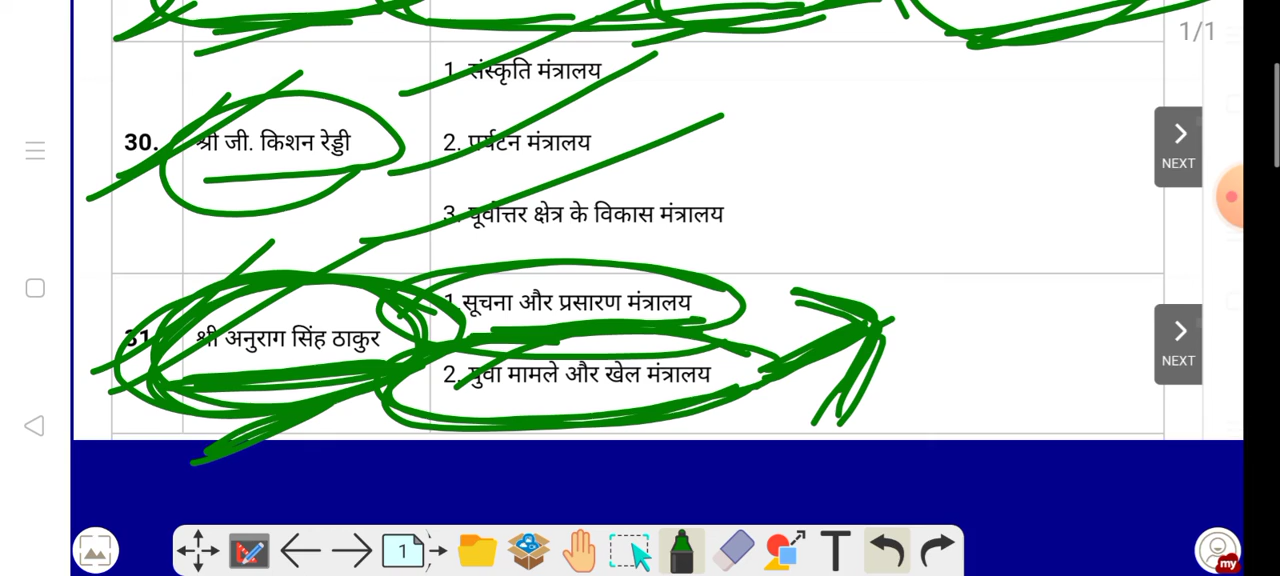 1/1
1. संस्कृति मंत्रालय
30. श्री जी. किशन रेड्डी 2. पर्यटन मंत्रालय
3. पूर्वोत्तर क्षेत्र के विकास मंत्रालय
NEXT
1 सूचना और प्रसारण मंत्रालय
31 श्री अनुराग सिंह ठाकुर
2. युवा मामले और खेल मंत्रालय
NEXT
1 T
my